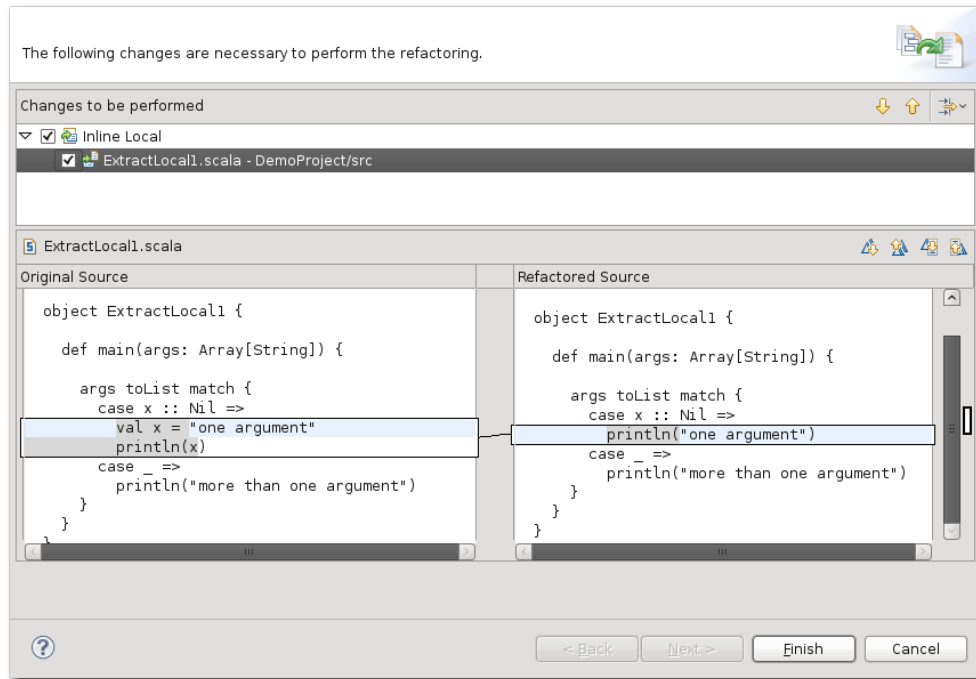 The following changes are necessary to perform the refactoring.
Changes to be performed
Inline Local
ExtractLocal1.scala - DemoProject/src
ExtractLocal1.scala
Original Source
object ExtractLocal1 {
def main(args: Array[String]) {
args toList match {
case x :: Nil =>
val x = "one argument"
println(x)
case _ =>
println("more than one argument")
}
}
}
Refactored Source
object ExtractLocal1 {
def main(args: Array[String]) {
args toList match {
case x :: Nil =>
println("one argument")
case _ =>
println("more than one argument")
}
}
}
< Back
Next >
Finish
Cancel